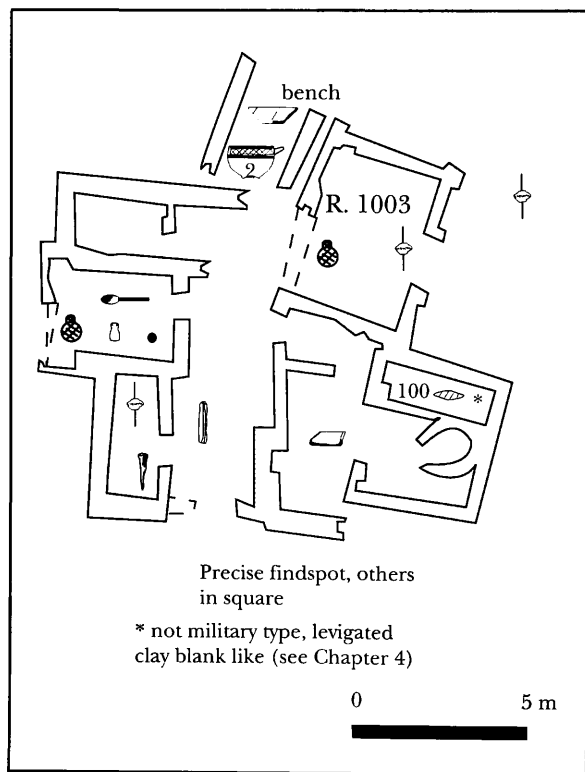 bench
2
R. 1003
100 *
Precise findspot, others
in square
* not military type, levigated
clay blank like (see Chapter 4)
0 5 m